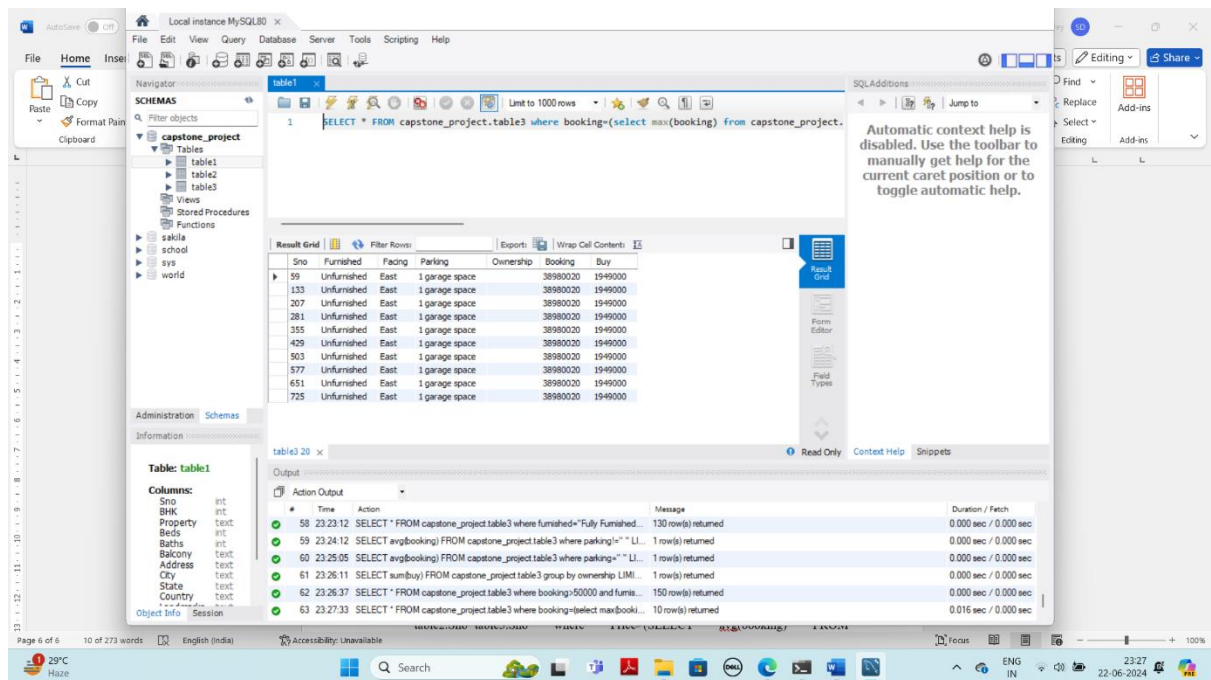 AutoSave Off
Local instance MySQL80
SD
File Home Inser
File Edit View Query Database Server Tools Scripting Help
Editing Share
Cut
Copy
Format Pain
Paste
Clipboard
Find
Replace
Select
Editing
Add-ins
Add-ins
Navigator
SCHEMAS
Filter objects
capstone_project
Tables
table1
table2
table3
Views
Stored Procedures
Functions
sakila
school
sys
world
Administration Schemas
Information
Table: table1
Columns:
Sno int
BHK int
Property text
Beds int
Baths int
Balcony text
Address text
City text
State text
Country text
Object Info Session
table1
Limit to 1000 rows
1 SELECT * FROM capstone_project.table3 where booking=(select max(booking) from capstone_project.
Result Grid Filter Rows: Export: Wrap Cell Content:
Sno Furnished Facing Parking Ownership Booking Buy
59 Unfurnished East 1 garage space 38980020 1949000
133 Unfurnished East 1 garage space 38980020 1949000
207 Unfurnished East 1 garage space 38980020 1949000
281 Unfurnished East 1 garage space 38980020 1949000
355 Unfurnished East 1 garage space 38980020 1949000
429 Unfurnished East 1 garage space 38980020 1949000
503 Unfurnished East 1 garage space 38980020 1949000
577 Unfurnished East 1 garage space 38980020 1949000
651 Unfurnished East 1 garage space 38980020 1949000
725 Unfurnished East 1 garage space 38980020 1949000
Result Grid
Form Editor
Field Types
table3 20
Read Only
SQLAdditions
Jump to
Automatic context help is
disabled. Use the toolbar to
manually get help for the
current caret position or to
toggle automatic help.
Context Help Snippets
Output
Action Output
# Time Action Message Duration / Fetch
58 23:23:12 SELECT * FROM capstone_project.table3 where furnished="Fully Furnished... 130 row(s) returned 0.000 sec / 0.000 sec
59 23:24:12 SELECT avg(booking) FROM capstone_project.table3 where parking!=" " LI... 1 row(s) returned 0.000 sec / 0.000 sec
60 23:25:05 SELECT avg(booking) FROM capstone_project.table3 where parking=" " LI... 1 row(s) returned 0.000 sec / 0.000 sec
61 23:26:11 SELECT sum(buy) FROM capstone_project.table3 group by ownership LIMI... 1 row(s) returned 0.000 sec / 0.000 sec
62 23:26:37 SELECT * FROM capstone_project.table3 where booking>50000 and furnis... 150 row(s) returned 0.000 sec / 0.000 sec
63 23:27:33 SELECT * FROM capstone_project.table3 where booking=(select max(booki... 10 row(s) returned 0.016 sec / 0.000 sec
Page 6 of 6 10 of 273 words English (India) Accessibility: Unavailable Focus 100%
29°C
Haze
Search
ENG
IN
23:27
22-06-2024